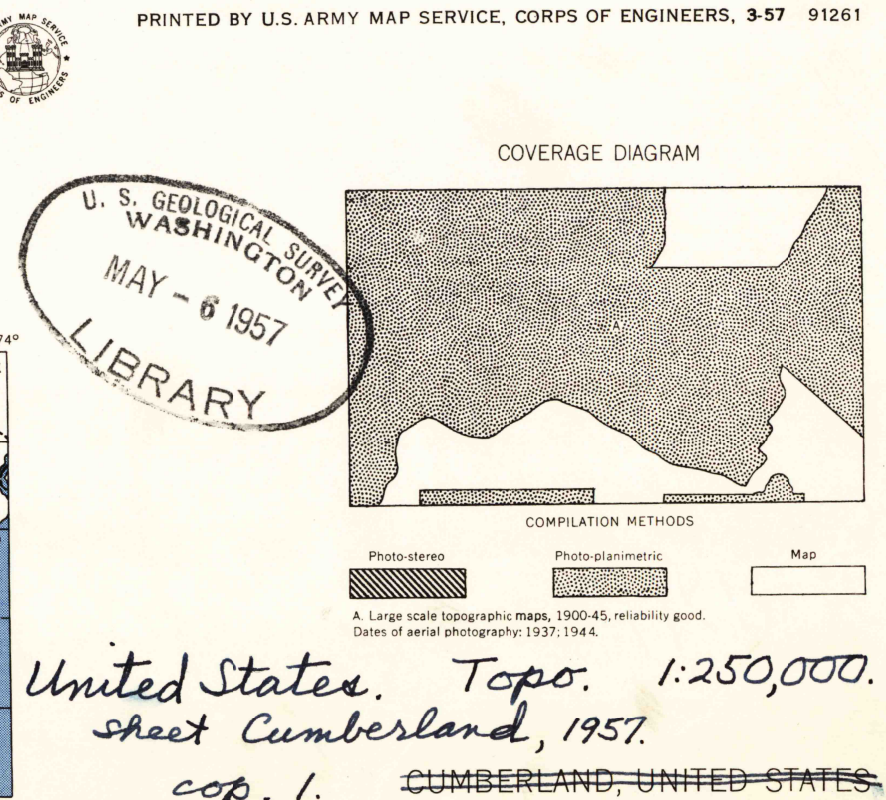 PRINTED BY U.S. ARMY MAP SERVICE, CORPS OF ENGINEERS, 3-57 91261
ARMY MAP SERVICE
OF ENGINEERS
COVERAGE DIAGRAM
U. S. GEOLOGICAL SURVEY
WASHINGTON
MAY - 6 1957
LIBRARY
74°
A
COMPILATION METHODS
Photo-stereo Photo-planimetric Map
A. Large scale topographic maps, 1900-45, reliability good.
Dates of aerial photography: 1937; 1944.
United States. Topo. 1:250,000.
sheet Cumberland, 1957.
cop. 1. CUMBERLAND, UNITED STATES